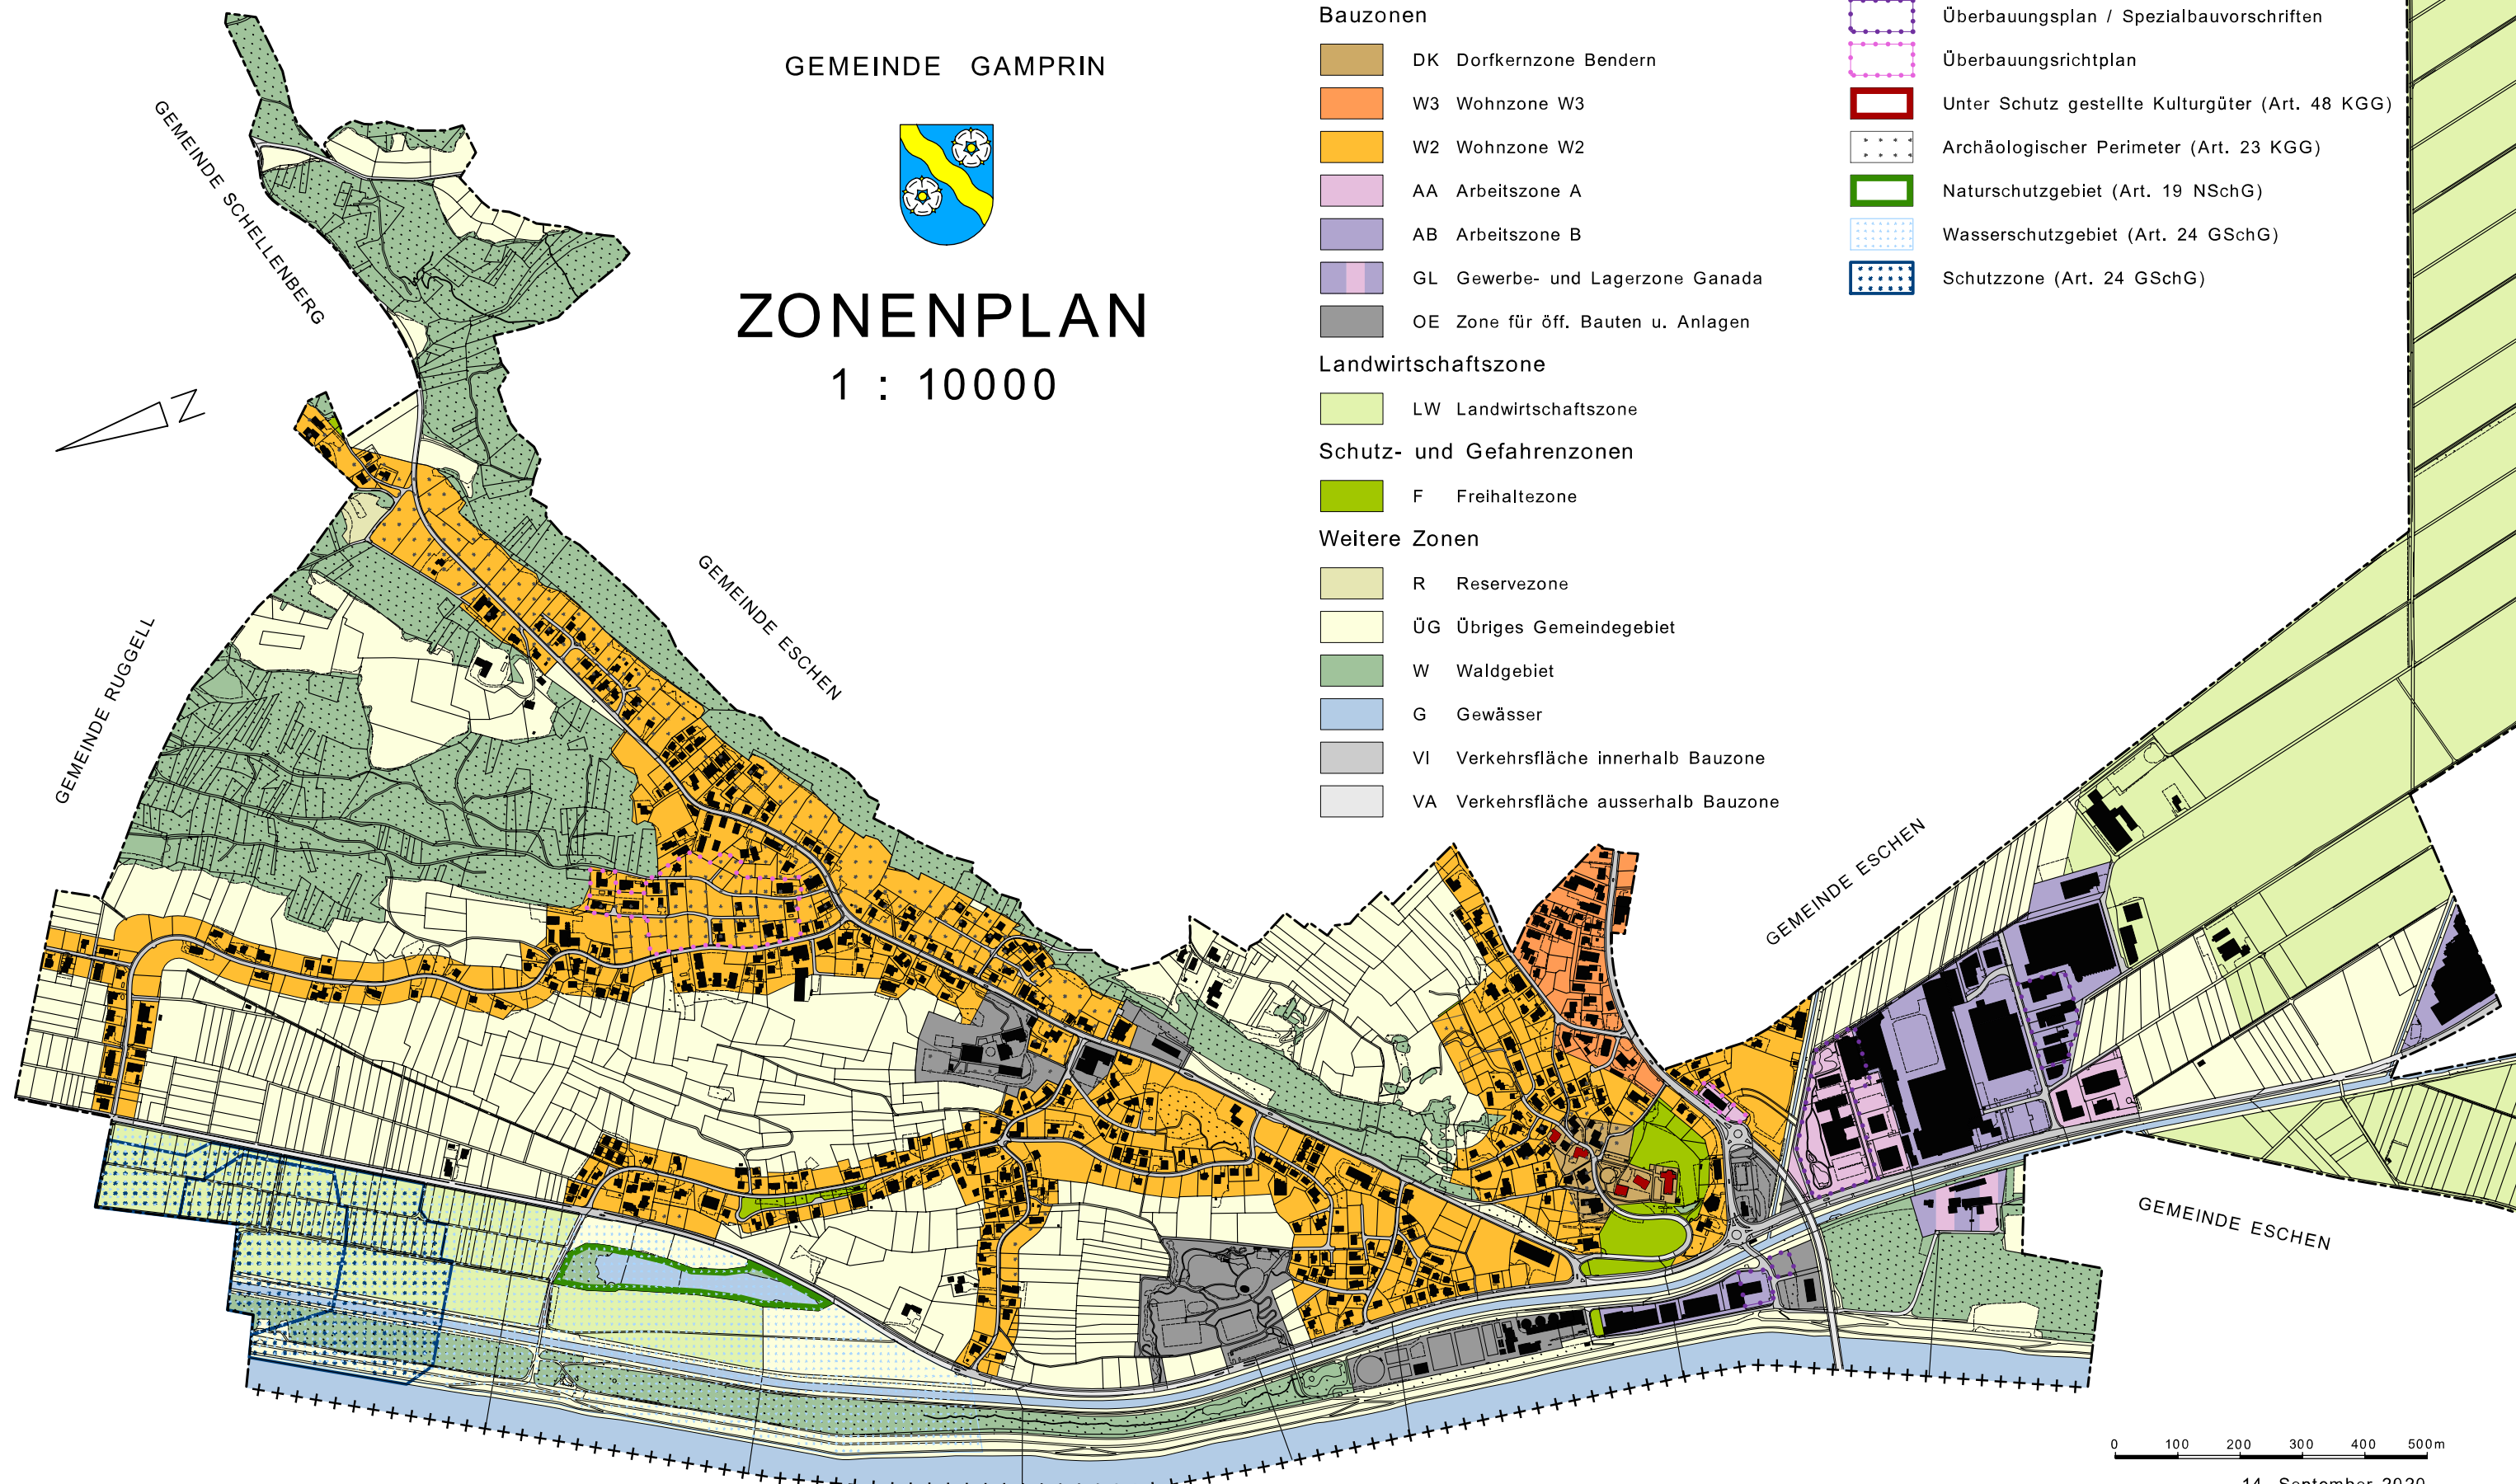 GEMEINDE GAMPRIN
ZONENPLAN
1 : 10000
N
GEMEINDE SCHELLENBERG
GEMEINDE RUGGELL
GEMEINDE ESCHEN
GEMEINDE ESCHEN
GEMEINDE ESCHEN
Bauzonen
DK Dorfkernzone Bendern
W3 Wohnzone W3
W2 Wohnzone W2
AA Arbeitszone A
AB Arbeitszone B
GL Gewerbe- und Lagerzone Ganada
OE Zone für öff. Bauten u. Anlagen
Landwirtschaftszone
LW Landwirtschaftszone
Schutz- und Gefahrenzonen
F Freihaltezone
Weitere Zonen
R Reservezone
ÜG Übriges Gemeindegebiet
W Waldgebiet
G Gewässer
VI Verkehrsfläche innerhalb Bauzone
VA Verkehrsfläche ausserhalb Bauzone
Überbauungsplan / Spezialbauvorschriften
Überbauungsrichtplan
Unter Schutz gestellte Kulturgüter (Art. 48 KGG)
Archäologischer Perimeter (Art. 23 KGG)
Naturschutzgebiet (Art. 19 NSchG)
Wasserschutzgebiet (Art. 24 GSchG)
Schutzzone (Art. 24 GSchG)
0 100 200 300 400 500m
14. September 2020